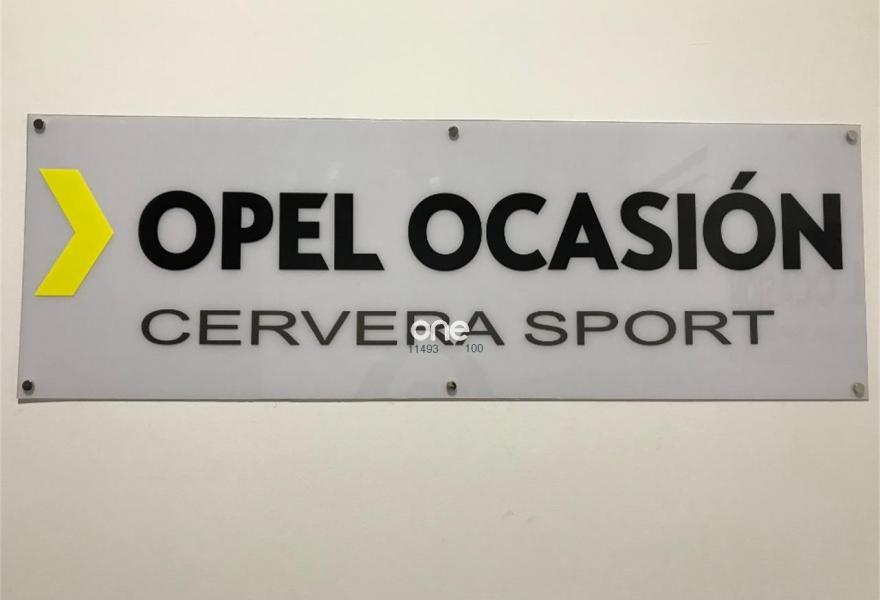 OPEL OCASIÓN
CERVERA SPORT
one
11493 100